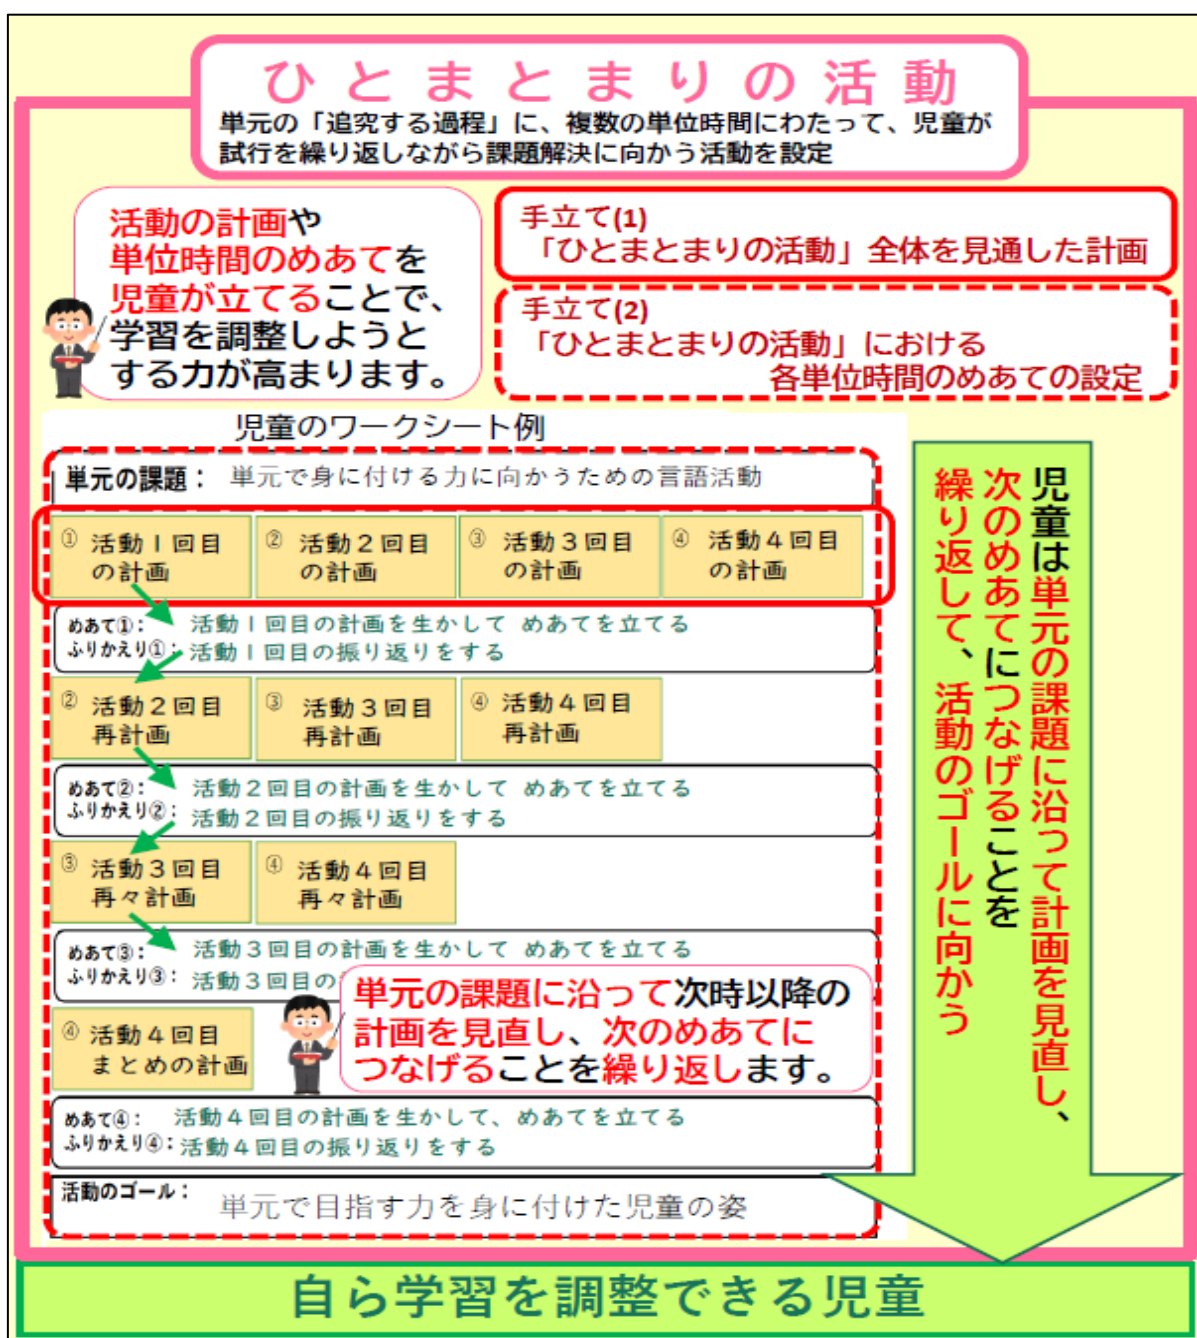 ひとまとまりの活動
単元の「追究する過程」に、複数の単位時間にわたって、児童が
試行を繰り返しながら課題解決に向かう活動を設定
活動の計画や
単位時間のめあてを
児童が立てることで、
学習を調整しようと
する力が高まります。
手立て(1)
「ひとまとまりの活動」全体を見通した計画
手立て(2)
「ひとまとまりの活動」における
各単位時間のめあての設定
児童のワークシート例
単元の課題： 単元で身に付ける力に向かうための言語活動
① 活動１回目
の計画
② 活動２回目
の計画
③ 活動３回目
の計画
④ 活動４回目
の計画
めあて①： 活動１回目の計画を生かして めあてを立てる
ふりかえり①：活動１回目の振り返りをする
② 活動２回目
再計画
③ 活動３回目
再計画
④ 活動４回目
再計画
めあて②： 活動２回目の計画を生かして めあてを立てる
ふりかえり②：活動２回目の振り返りをする
③ 活動３回目
再々計画
④ 活動４回目
再々計画
めあて③： 活動３回目の計画を生かして めあてを立てる
ふりかえり③：活動３回目の
単元の課題に沿って次時以降の
計画を見直し、次のめあてに
つなげることを繰り返します。
④ 活動４回目
まとめの計画
めあて④： 活動４回目の計画を生かして、めあてを立てる
ふりかえり④：活動４回目の振り返りをする
活動のゴール： 単元で目指す力を身に付けた児童の姿
児童は単元の課題に沿って計画を見直し、
次のめあてにつなげることを
繰り返して、活動のゴールに向かう
自ら学習を調整できる児童